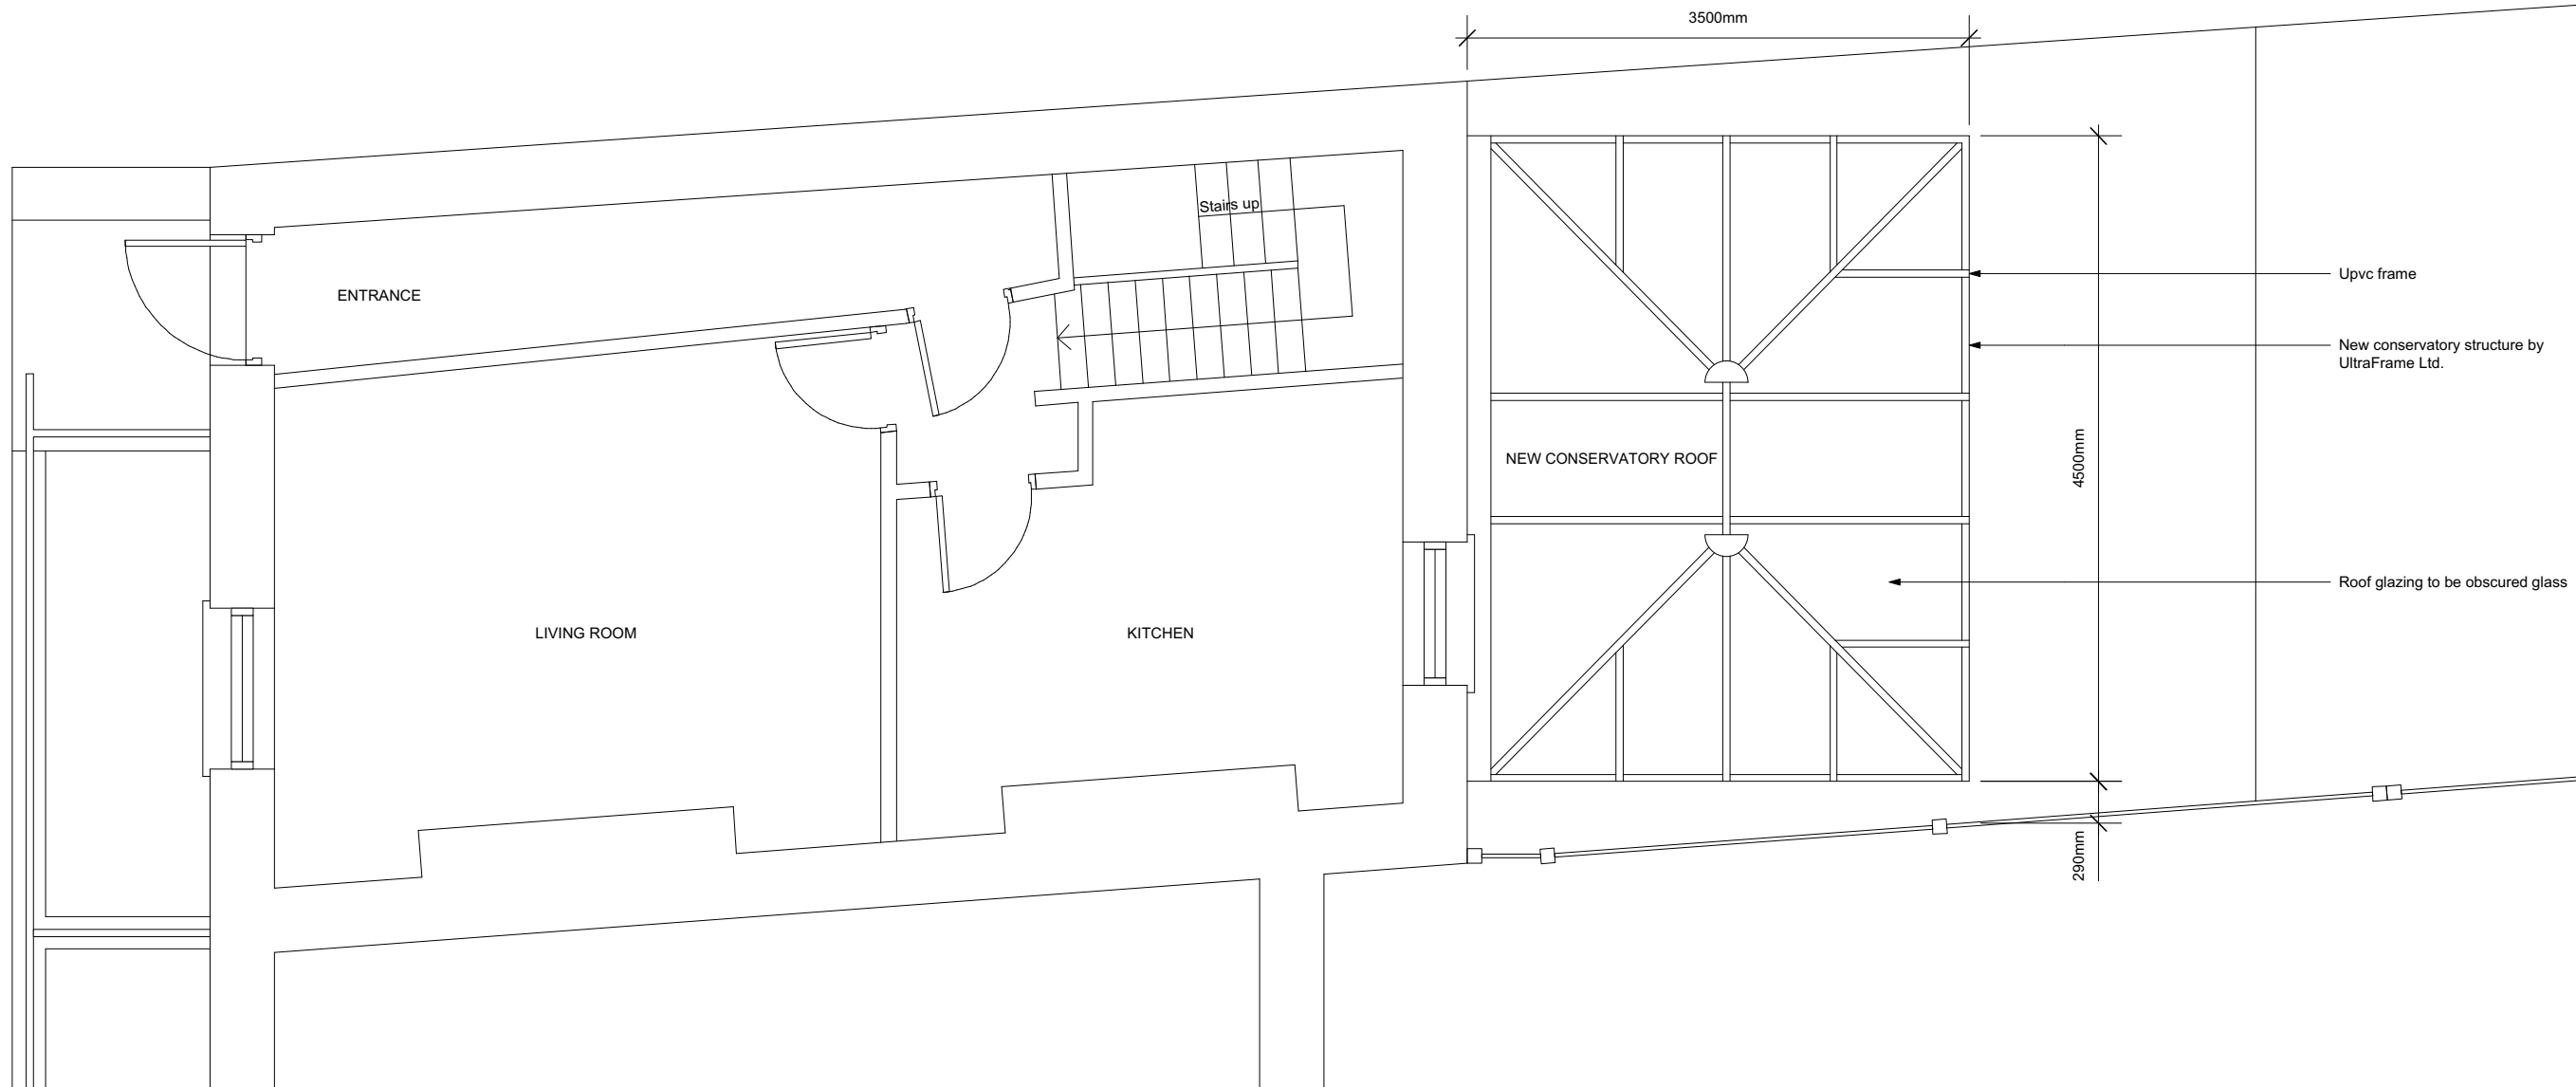 3500mm
Stairs up
ENTRANCE
Upvc frame
New conservatory structure by
UltraFrame Ltd.
NEW CONSERVATORY ROOF
4500mm
Roof glazing to be obscured glass
LIVING ROOM
KITCHEN
290mm